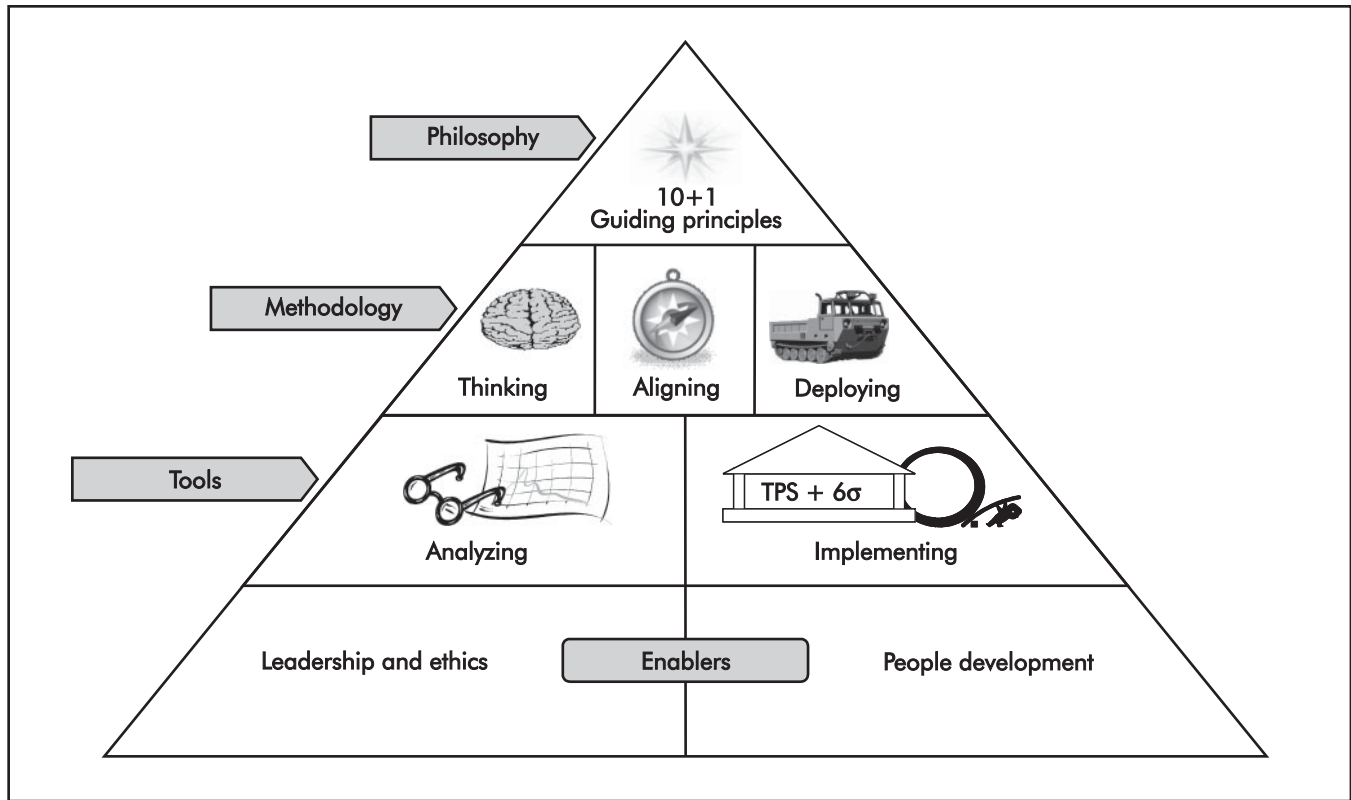 Philosophy
10+1
Guiding principles
Methodology
Thinking
Aligning
Deploying
Tools
TPS + 6σ
Analyzing
Implementing
Leadership and ethics
Enablers
People development